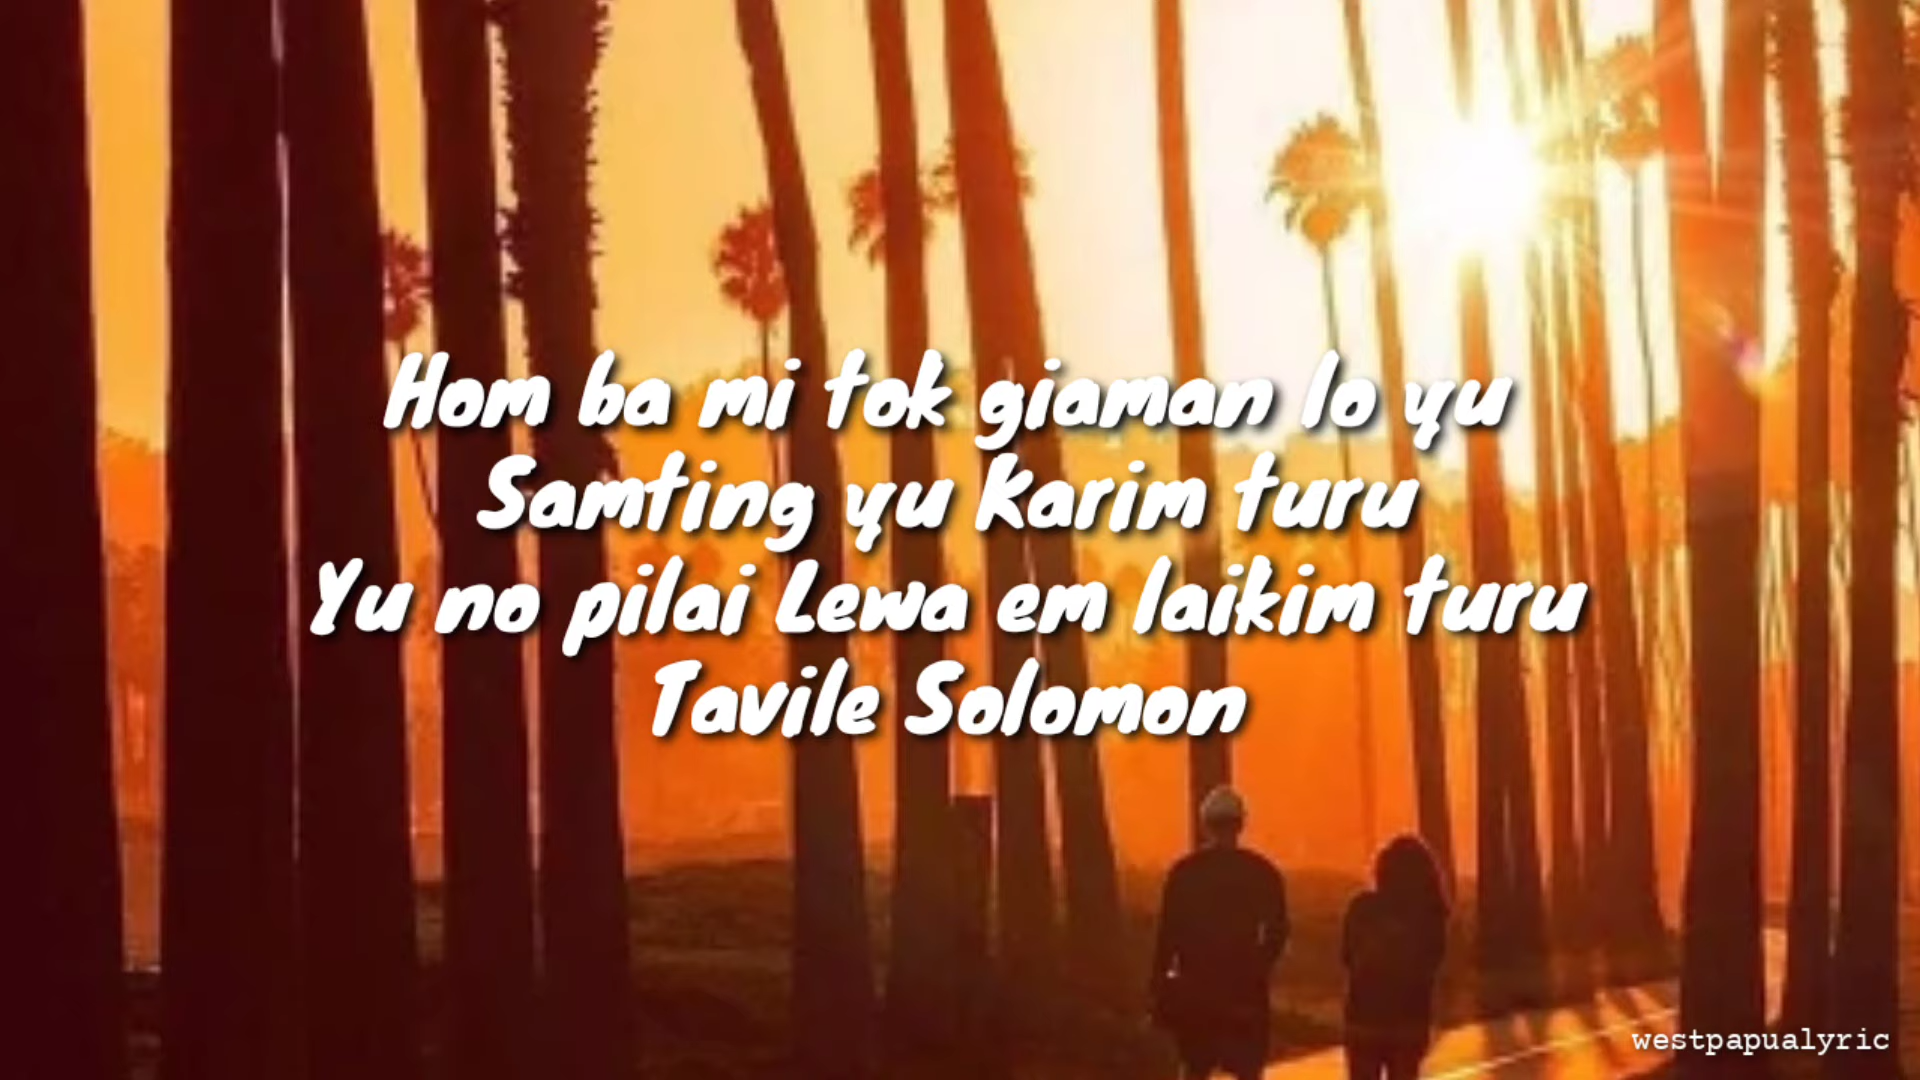 Hom ba mi tok giaman lo yu
Samting yu Karim turu
Yu no pilai Lewa em laikim turu
Tavile Solomon
westpapualyric